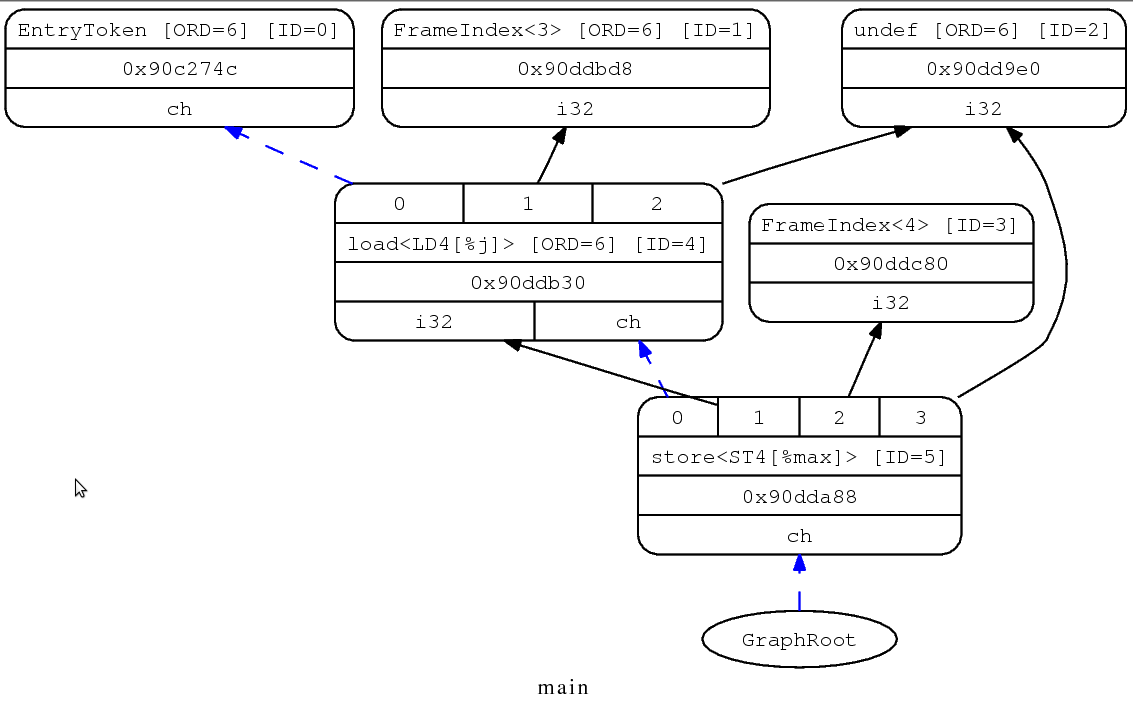 EntryToken [ORD=6] [ID=0]
0x90c274c
ch
FrameIndex<3> [ORD=6] [ID=1]
0x90ddbd8
i32
undef [ORD=6] [ID=2]
0x90dd9e0
i32
0 1 2
load<LD4[%j]> [ORD=6] [ID=4]
0x90ddb30
i32 ch
FrameIndex<4> [ID=3]
0x90ddc80
i32
0 1 2 3
store<ST4[%max]> [ID=5]
0x90dda88
ch
GraphRoot
main